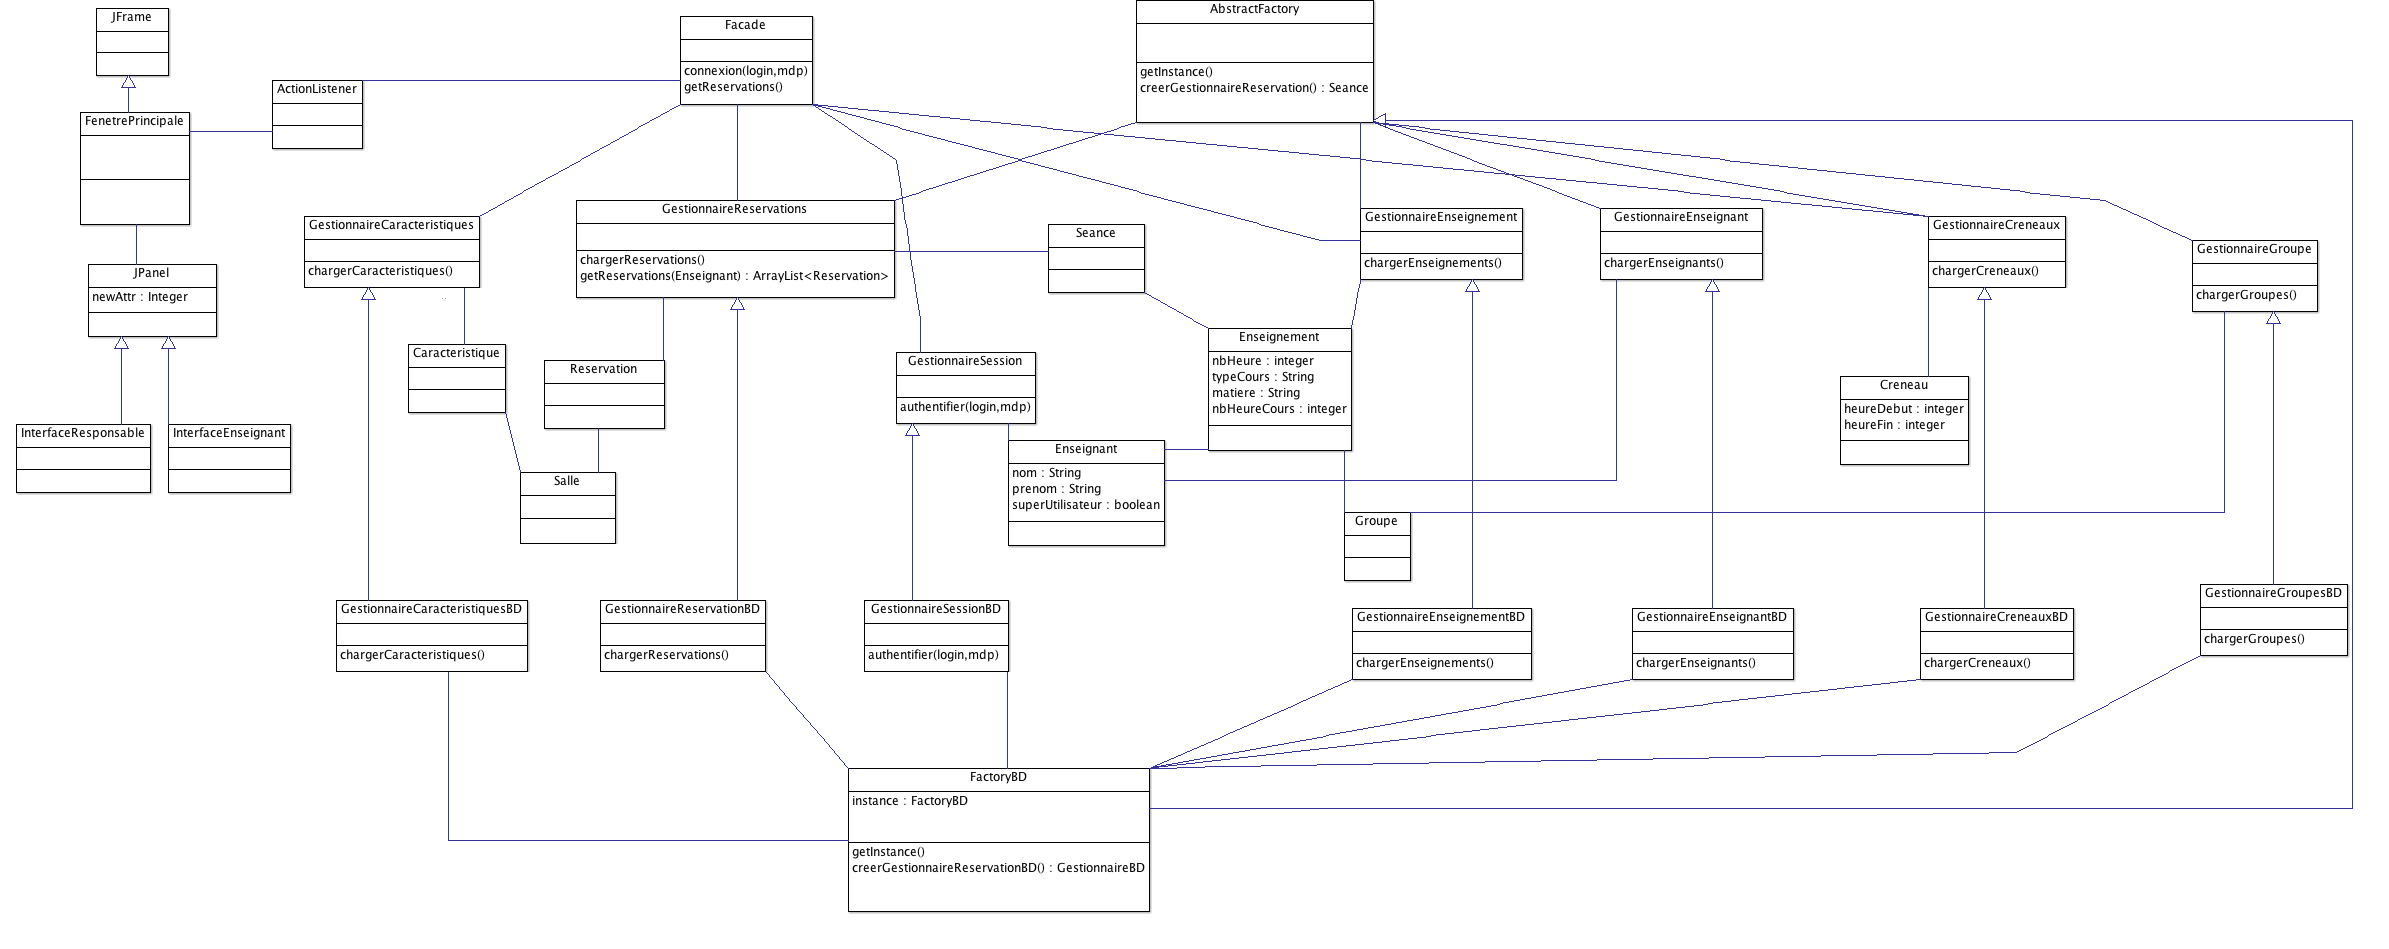 JFrame
Facade
connexion(login,mdp)
getReservations()
AbstractFactory
getInstance()
creerGestionnaireReservation() : Seance
ActionListener
FenetrePrincipale
JPanel
newAttr : Integer
InterfaceResponsable
InterfaceEnseignant
GestionnaireCaracteristiques
chargerCaracteristiques()
GestionnaireReservations
chargerReservations()
getReservations(Enseignant) : ArrayList<Reservation>
Seance
GestionnaireEnseignement
chargerEnseignements()
GestionnaireEnseignant
chargerEnseignants()
GestionnaireCreneaux
chargerCreneaux()
GestionnaireGroupe
chargerGroupes()
Caracteristique
Reservation
Salle
GestionnaireSession
authentifier(login,mdp)
Enseignement
nbHeure : integer
typeCours : String
matiere : String
nbHeureCours : integer
Enseignant
nom : String
prenom : String
superUtilisateur : boolean
Creneau
heureDebut : integer
heureFin : integer
Groupe
GestionnaireCaracteristiquesBD
chargerCaracteristiques()
GestionnaireReservationBD
chargerReservations()
GestionnaireSessionBD
authentifier(login,mdp)
GestionnaireEnseignementBD
chargerEnseignements()
GestionnaireEnseignantBD
chargerEnseignants()
GestionnaireCreneauxBD
chargerCreneaux()
GestionnaireGroupesBD
chargerGroupes()
FactoryBD
instance : FactoryBD
getInstance()
creerGestionnaireReservationBD() : GestionnaireBD